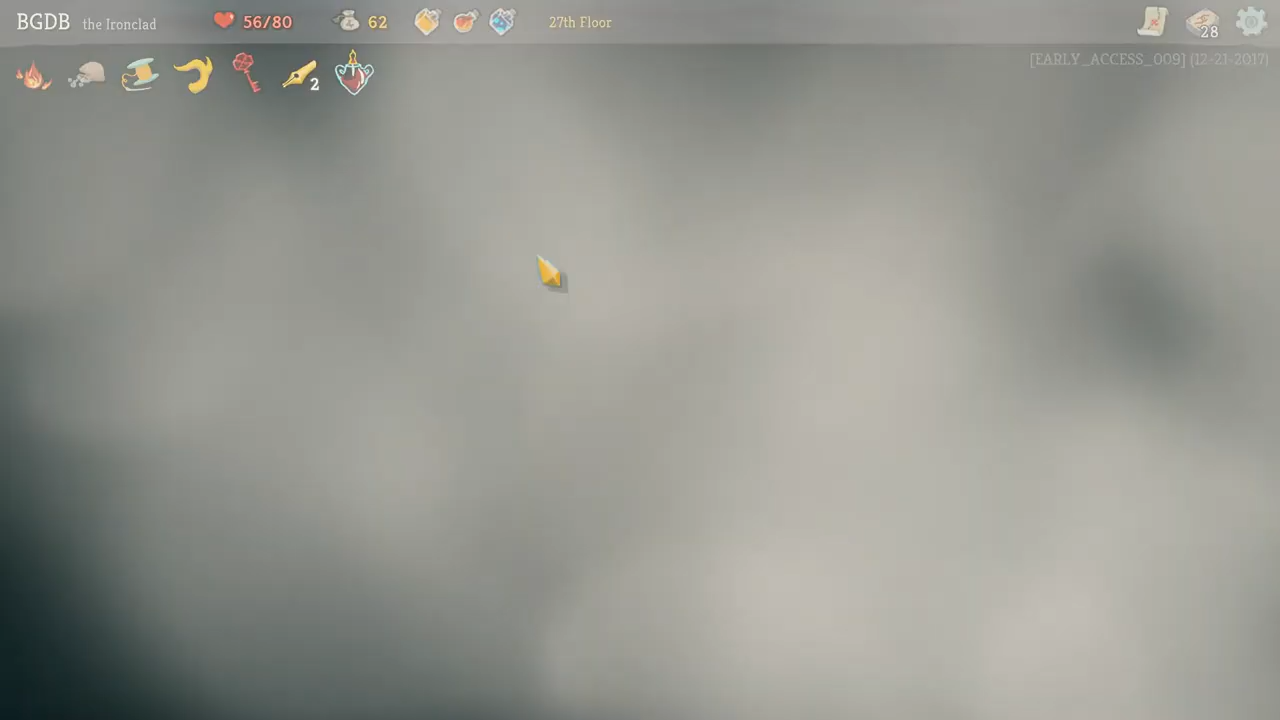 BGDB the Ironclad 56/80 62 27th Floor 28
[EARLY_ACCESS_009] (12-21-2017)
2